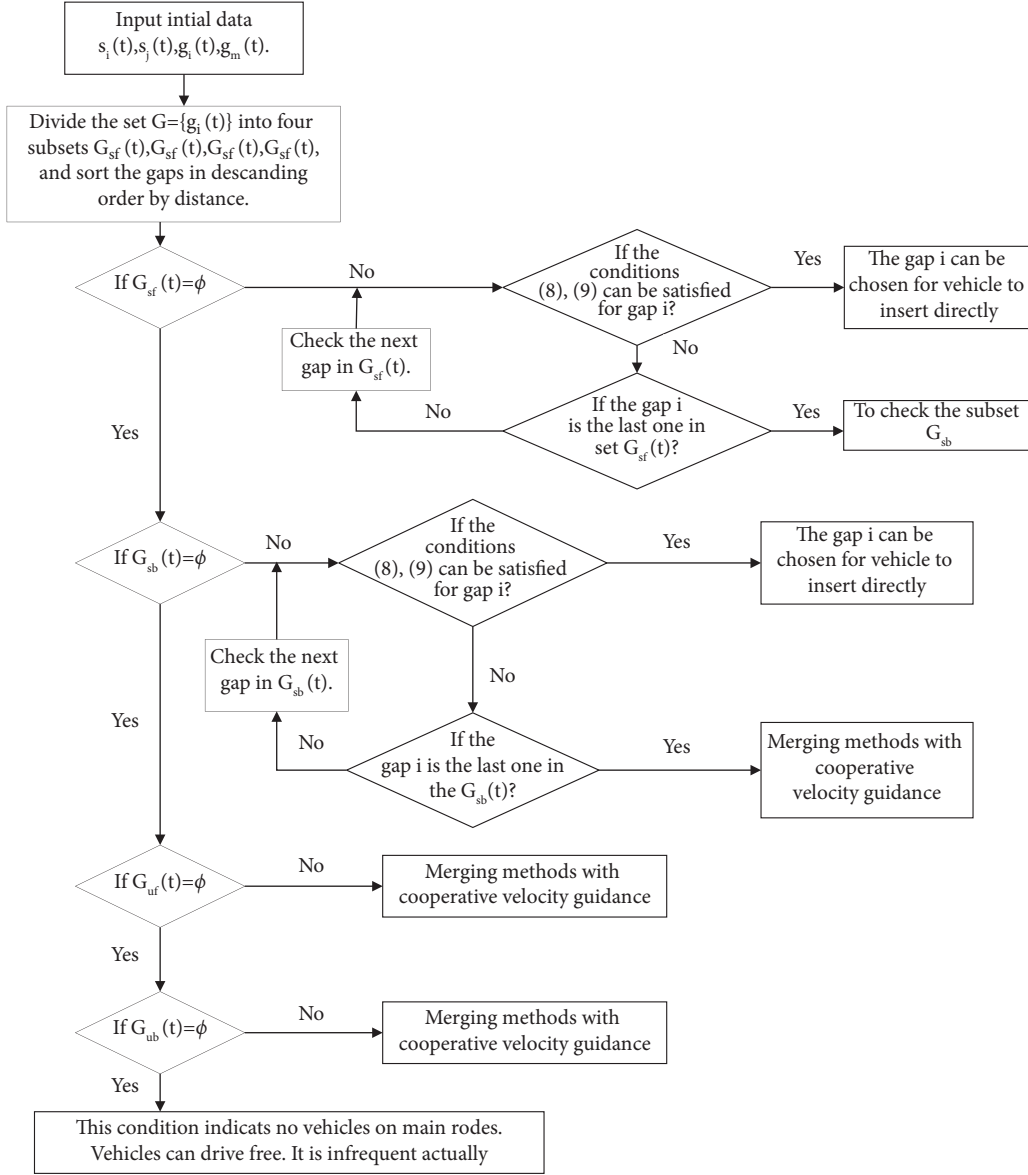 Input intial data
s_i(t),s_j(t),g_i(t),g_m(t).
Divide the set G={g_i(t)} into four
subsets G_sf(t),G_sf(t),G_sf(t),G_sf(t),
and sort the gaps in descanding
order by distance.
If G_sf(t)=ϕ
No
If the
conditions
(8), (9) can be satisfied
for gap i?
Yes
The gap i can be
chosen for vehicle to
insert directly
Check the next
gap in G_sf(t).
No
No
If the gap i
is the last one in
set G_sf(t)?
Yes
To check the subset
G_sb
Yes
If G_sb(t)=ϕ
No
If the
conditions
(8), (9) can be satisfied
for gap i?
Yes
The gap i can be
chosen for vehicle to
insert directly
Check the next
gap in G_sb(t).
No
Yes
No
If the
gap i is the last one in
the G_sb(t)?
Yes
Merging methods with
cooperative
velocity guidance
If G_uf(t)=ϕ
No
Merging methods with
cooperative velocity guidance
Yes
If G_ub(t)=ϕ
No
Merging methods with
cooperative velocity guidance
Yes
This condition indicats no vehicles on main rodes.
Vehicles can drive free. It is infrequent actually